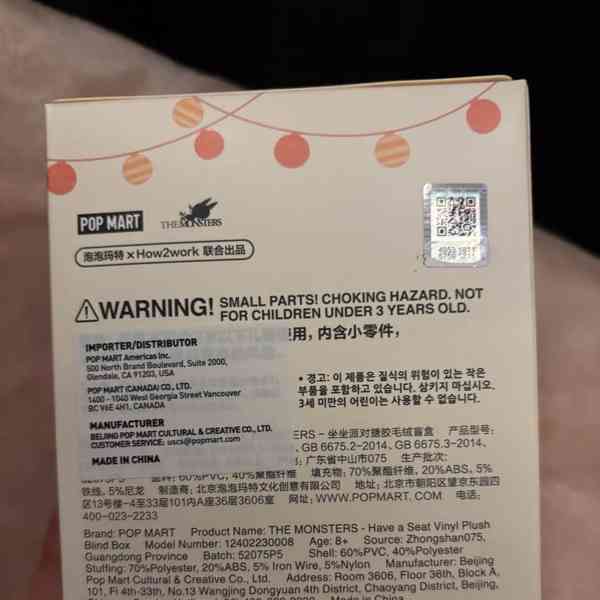 POP MART
THE MONSTERS
泡泡玛特 × How2work 联合出品
WARNING! SMALL PARTS! CHOKING HAZARD. NOT
FOR CHILDREN UNDER 3 YEARS OLD.
使用，内含小零件，
IMPORTER/DISTRIBUTOR
POP MART Americas Inc.
500 North Brand Boulevard, Suite 2000,
Glendale, CA 91203, USA
POP MART (CANADA) CO., LTD.
1400 - 1040 West Georgia Street Vancouver
BC V6E 4H1, CANADA
MANUFACTURER
BEIJING POP MART CULTURAL & CREATIVE CO., LTD.
CUSTOMER SERVICE: uscs@popmart.com
MADE IN CHINA
• 경고: 이 제품은 질식의 위험이 있는 작은
부품을 포함하고 있습니다. 삼키지 마십시오.
3세 미만의 어린이는 사용할 수 없습니다.
ERS - 坐坐派对搪胶毛绒盲盒 产品型号:
GB 6675.2-2014、GB 6675.3-2014、
: 广东省中山市075 生产批次:
52075P5 面料: 60%PVC, 40%聚酯纤维 填充物: 70%聚酯纤维, 20%ABS, 5%
铁线, 5%尼龙 制造商: 北京泡泡玛特文化创意有限公司 地址: 北京市朝阳区望京东园四
区13号楼-4至33层101内A座36层3606室 网址: WWW.POPMART.COM 电话:
400-023-2233
Brand: POP MART Product Name: THE MONSTERS - Have a Seat Vinyl Plush
Blind Box Model Number: 12402230008 Age: 8+ Source: Zhongshan075,
Guangdong Province Batch: 52075P5 Shell: 60%PVC, 40%Polyester
Stuffing: 70%Polyester, 20%ABS, 5% Iron Wire, 5%Nylon Manufacturer: Beijing
Pop Mart Cultural & Creative Co., Ltd. Address: Room 3606, Floor 36th, Block A,
101, Fl 4th-33th, No.13 Wangjing Dongyuan 4th District, Chaoyang District, Beijing,